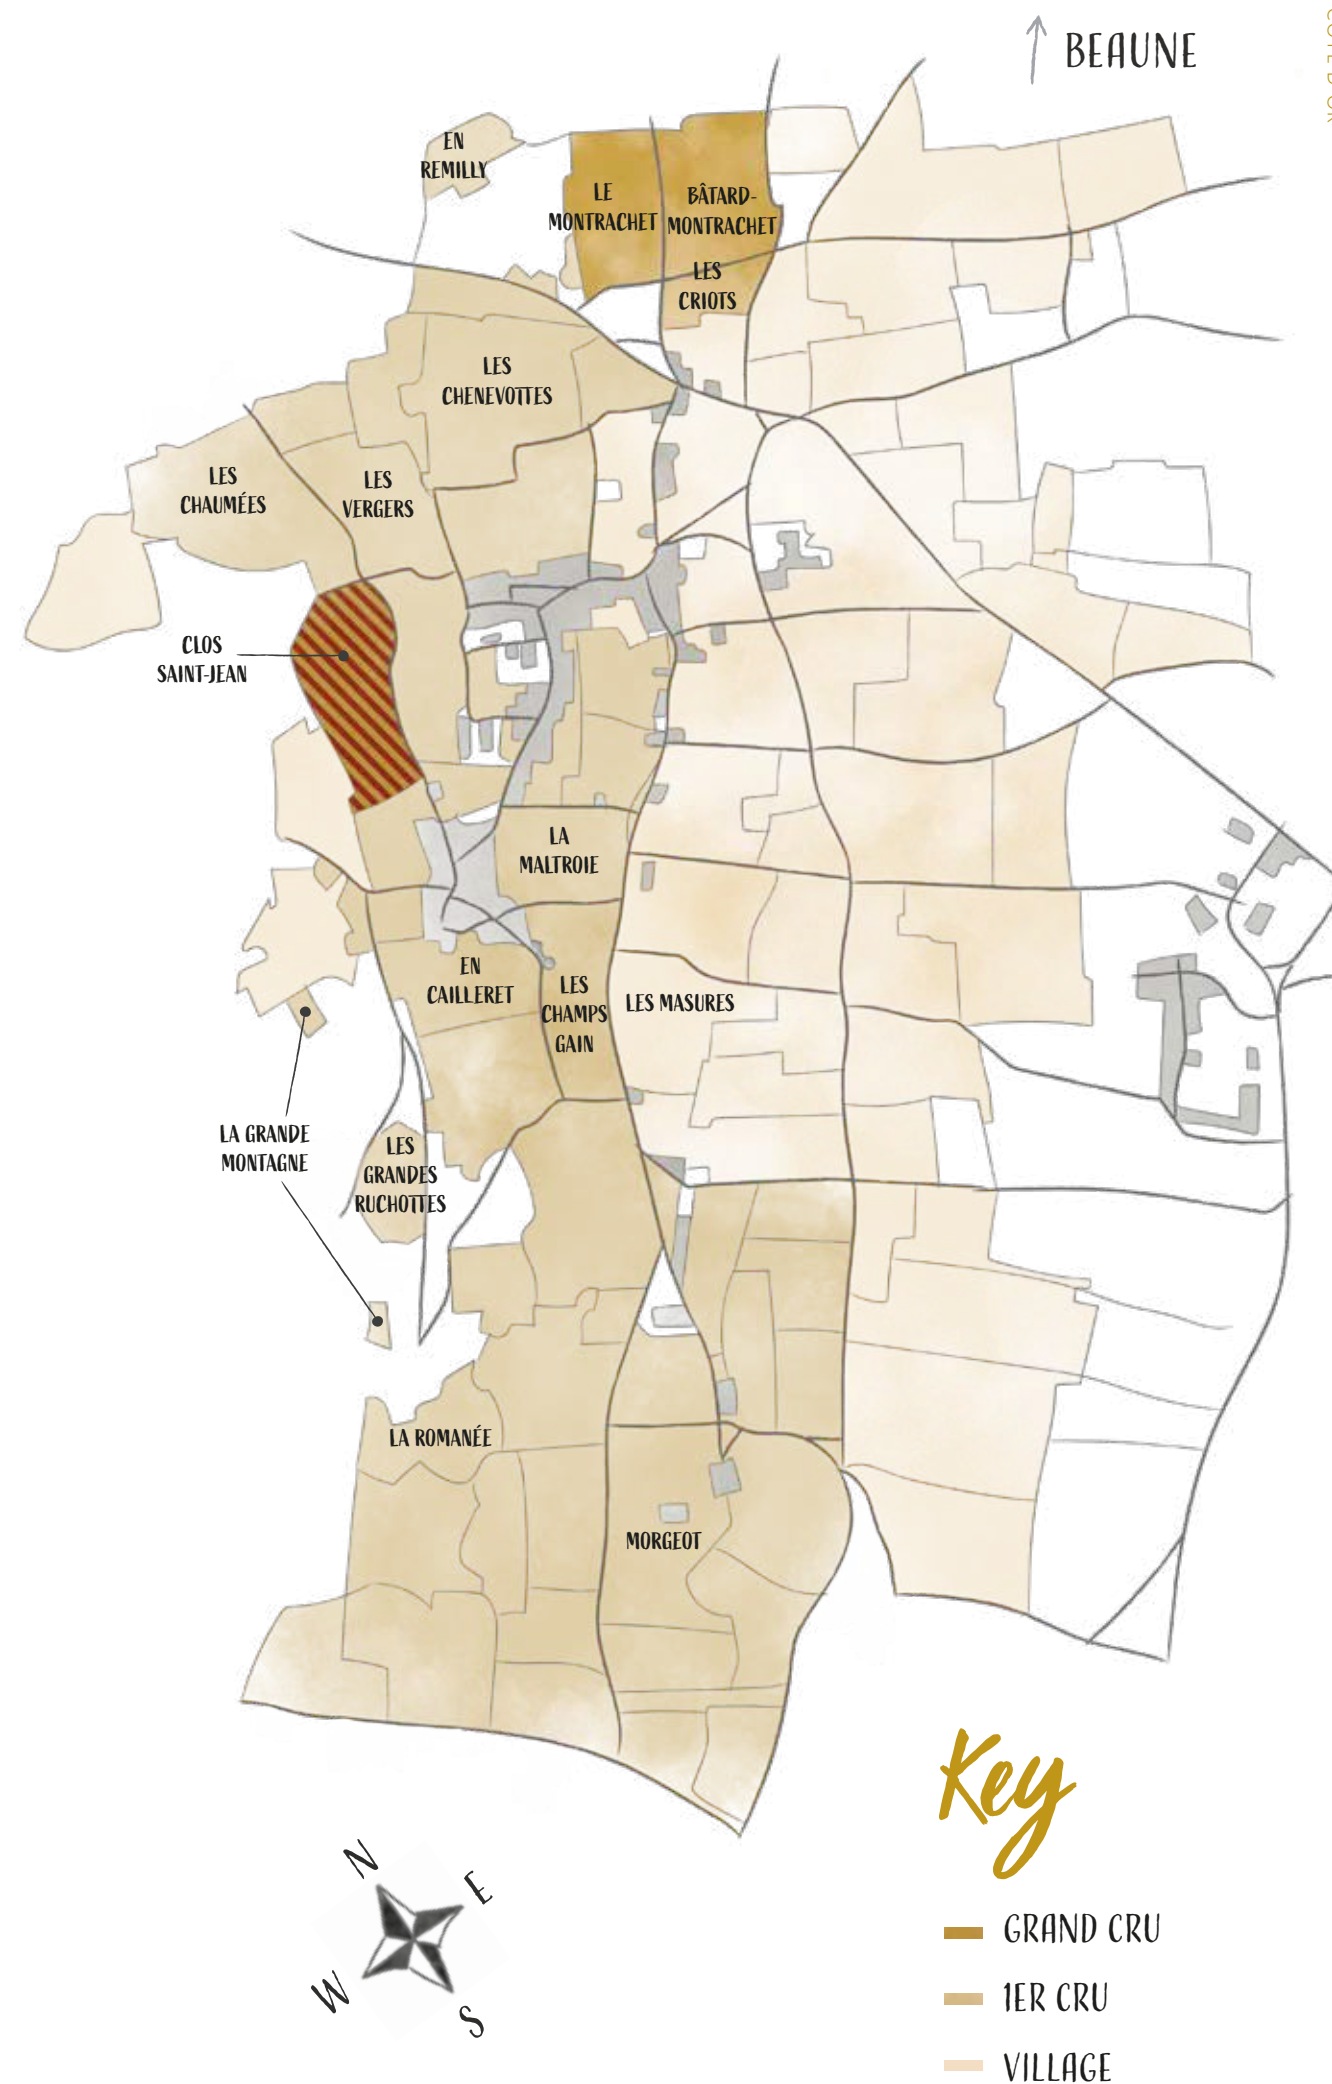 BEAUNE
CÔTE D'OR
EN
REMILLY
LE
MONTRACHET
BÂTARD-
MONTRACHET
LES
CRIOTS
LES
CHENEVOTTES
LES
CHAUMÉES
LES
VERGERS
CLOS
SAINT-JEAN
LA
MALTROIE
EN
CAILLERET
LES
CHAMPS
GAIN
LES MASURES
LA GRANDE
MONTAGNE
LES
GRANDES
RUCHOTTES
LA ROMANÉE
MORGEOT
Key
GRAND CRU
1ER CRU
VILLAGE
N
E
W
S